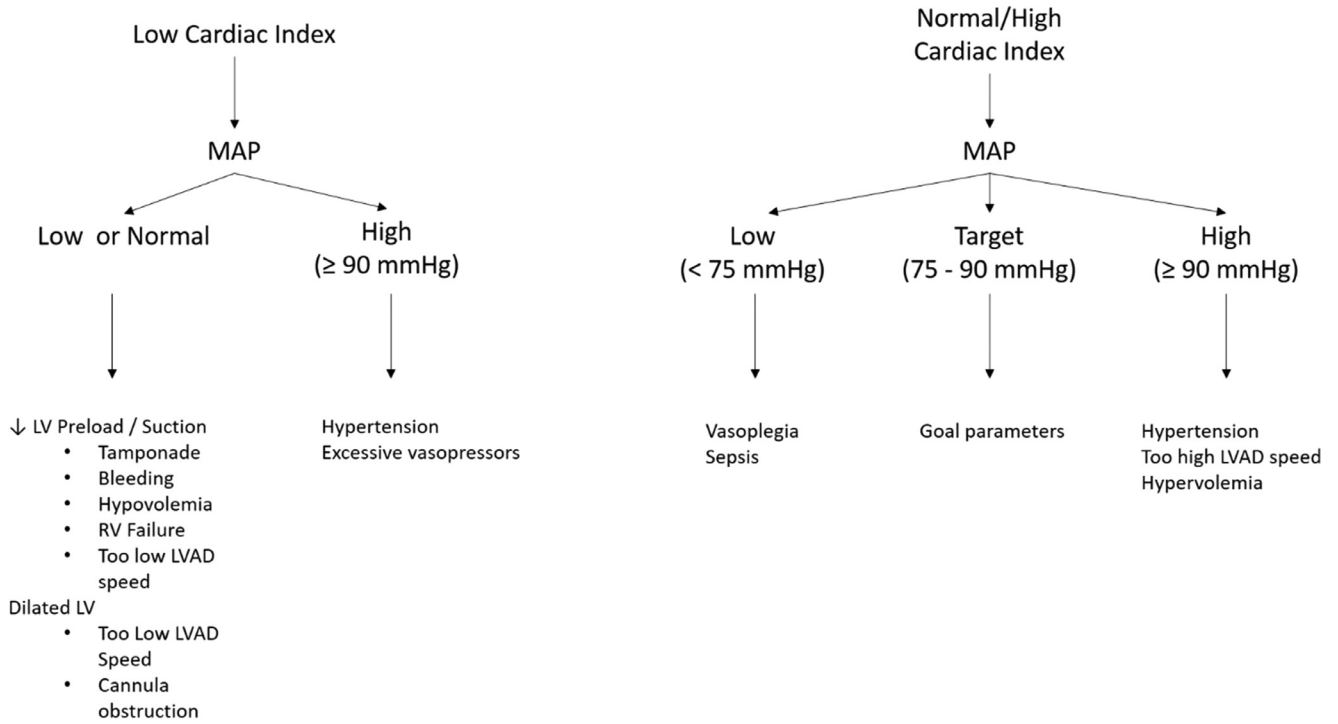 Low Cardiac Index
MAP
Low or Normal
High
(≥ 90 mmHg)
↓ LV Preload / Suction
• Tamponade
• Bleeding
• Hypovolemia
• RV Failure
• Too low LVAD
speed
Dilated LV
• Too Low LVAD
Speed
• Cannula
obstruction
Hypertension
Excessive vasopressors
Normal/High
Cardiac Index
MAP
Low
(< 75 mmHg)
Target
(75 - 90 mmHg)
High
(≥ 90 mmHg)
Vasoplegia
Sepsis
Goal parameters
Hypertension
Too high LVAD speed
Hypervolemia